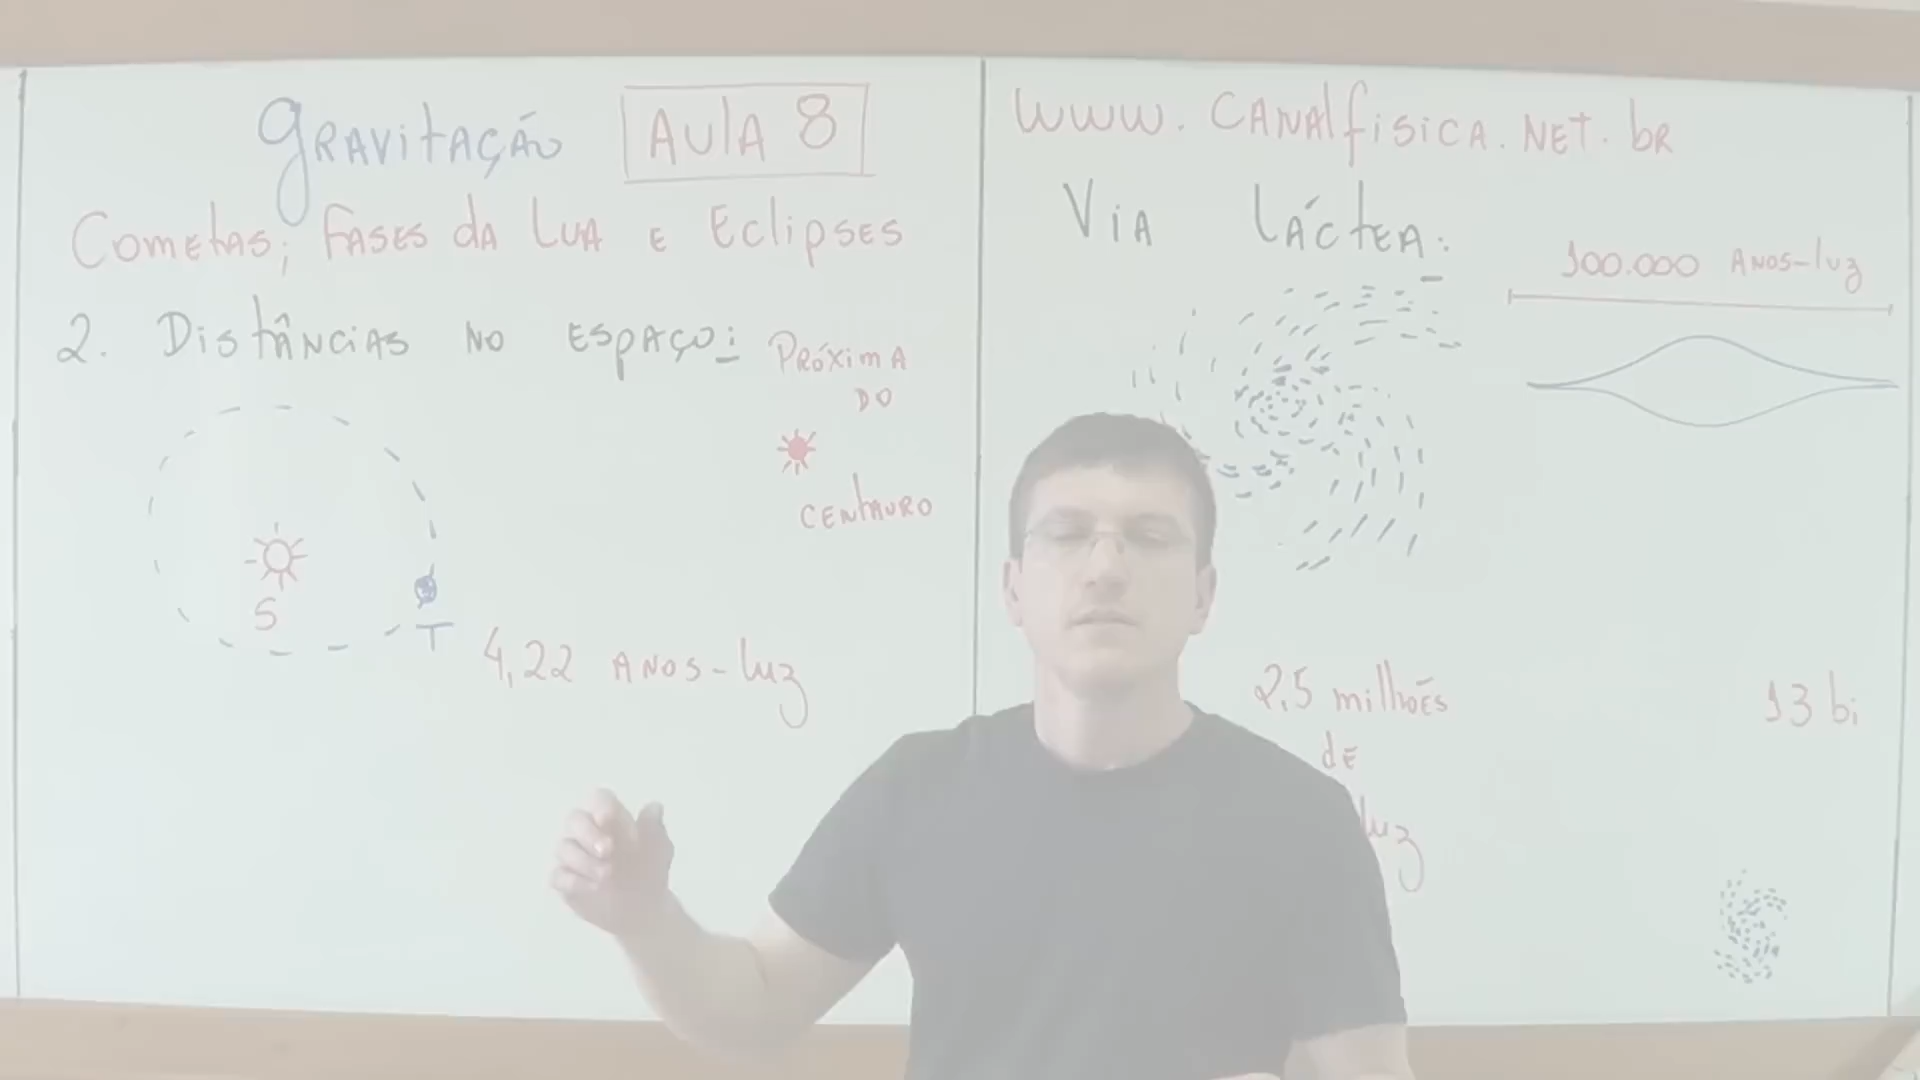 Gravitação Aula 8
Cometas; Fases da Lua e Eclipses
2. Distâncias no espaço:
Próxima
do
Centauro
S
T
4,22 anos-luz
www.canalfisica.net.br
Via Láctea:
100.000 anos-luz
2,5 milhões
de
luz
13 bi